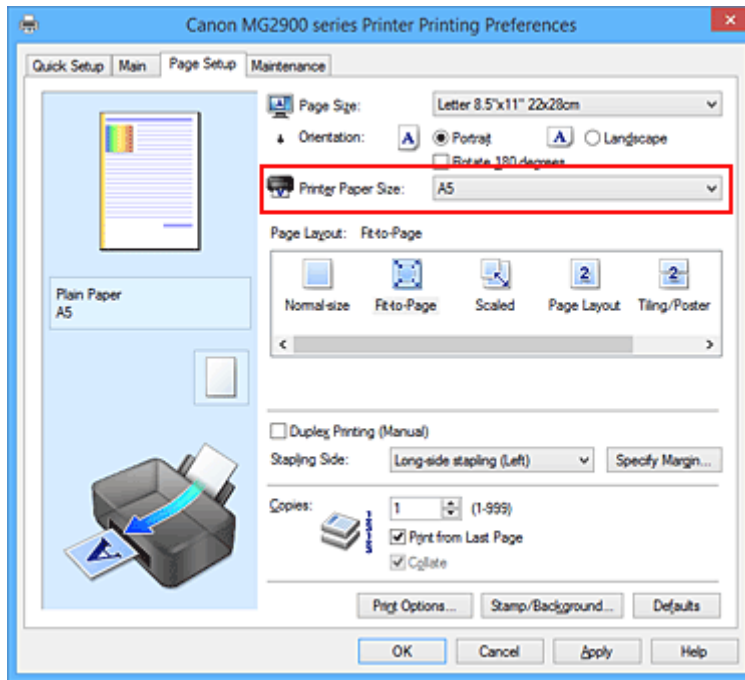 Canon MG2900 series Printer Printing Preferences
Quick Setup Main Page Setup Maintenance
Page Size: Letter 8.5"x11" 22x28cm
Orientation: A Portrait A Landscape
Rotate 180 degrees
Printer Paper Size: A5
Page Layout: Fit-to-Page
Normal-size Fit-to-Page Scaled Page Layout Tiling/Poster
Plain Paper
A5
Duplex Printing (Manual)
Stapling Side: Long-side stapling (Left) Specify Margin...
Copies: 1 (1-999)
Print from Last Page
Collate
Print Options... Stamp/Background... Defaults
OK Cancel Apply Help